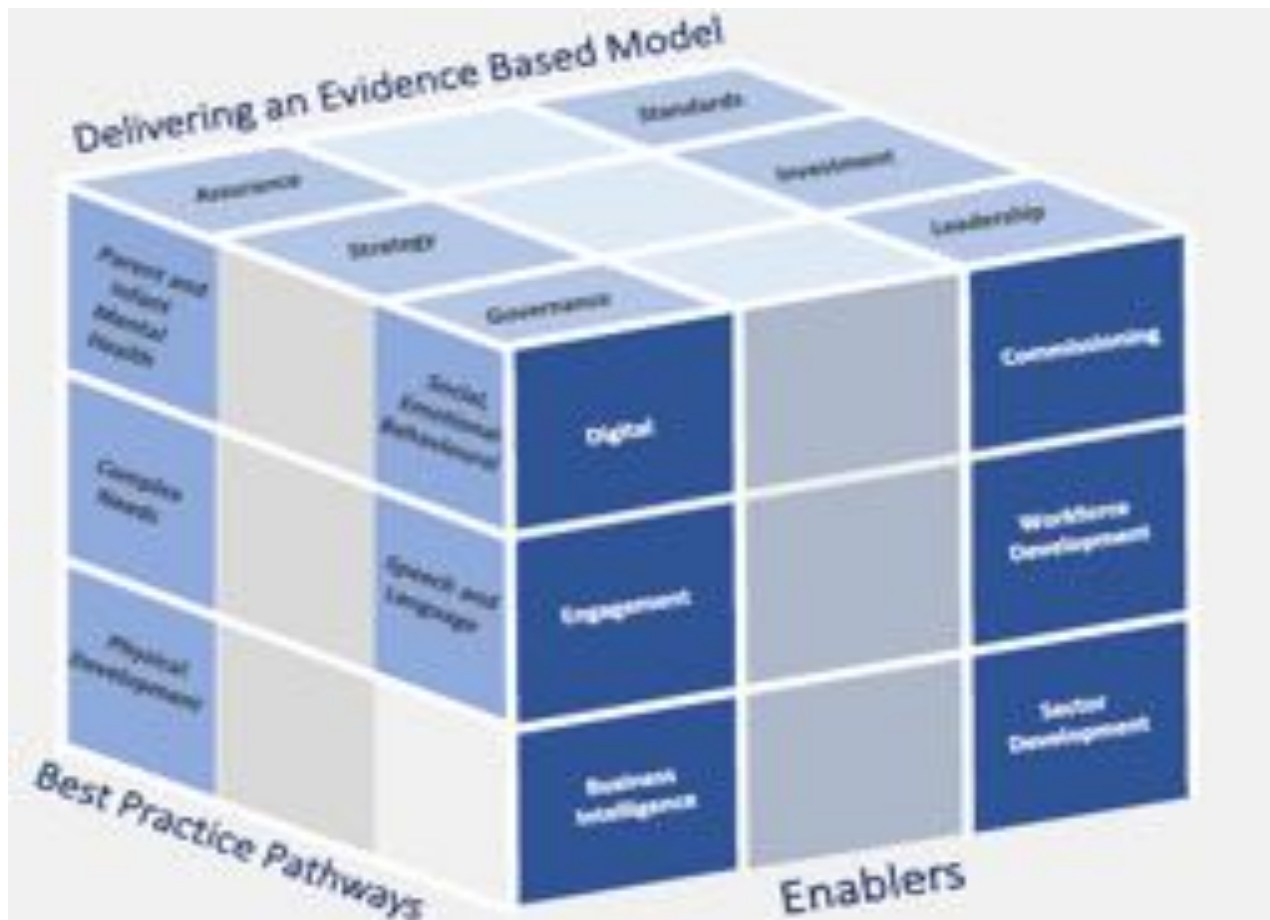 Delivering an Evidence Based Model
Standards
Assurance
Investment
Strategy
Leadership
Governance
Parent and
Infant
Mental
Health
Social,
Emotional
Behavioural
Complex
Needs
Speech and
Language
Physical
Development
Digital
Commissioning
Engagement
Workforce
Development
Business
Intelligence
Sector
Development
Best Practice Pathways
Enablers